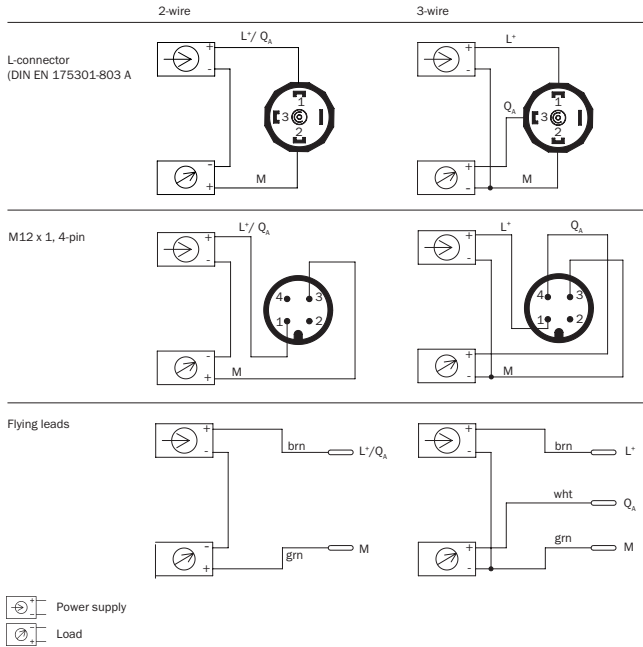 2-wire 3-wire
L-connector
(DIN EN 175301-803 A
+ L⁺/ Q_A
-
1
3
2
-
+ M
+ L⁺
-
Q_A
1
3
2
+
- M
M12 x 1, 4-pin
+ L⁺/ Q_A
-
4 3
1 2
-
+ M
+ L⁺ Q_A
-
4 3
1 2
+
- M
Flying leads
+ brn L⁺/Q_A
-
-
+ grn M
+ brn L⁺
-
wht Q_A
+ grn M
-
+ - Power supply
- + Load